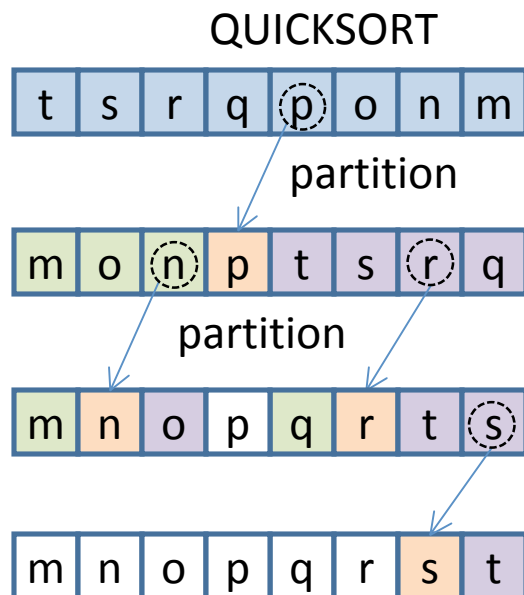 QUICKSORT
t s r q p o n m
partition
m o n p t s r q
partition
m n o p q r t s
m n o p q r s t